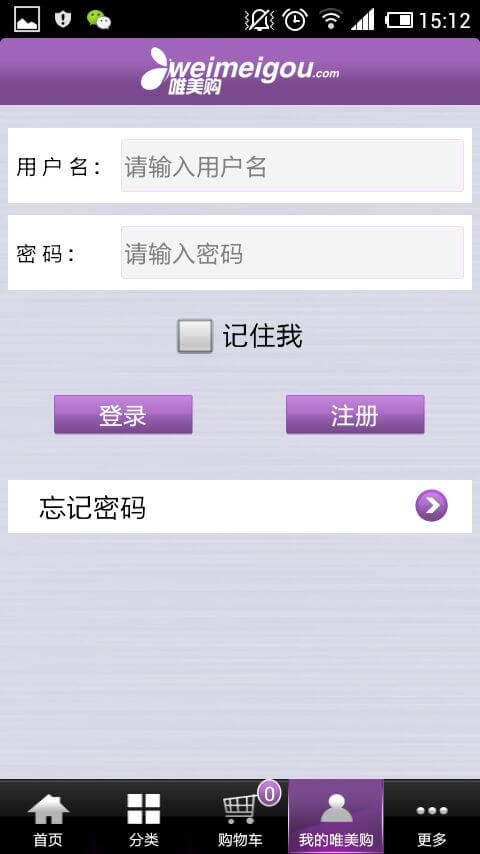 15:12
weimeigou.com
唯美购
用户名：
请输入用户名
密码：
请输入密码
记住我
登录
注册
忘记密码
0
首页
分类
购物车
我的唯美购
更多